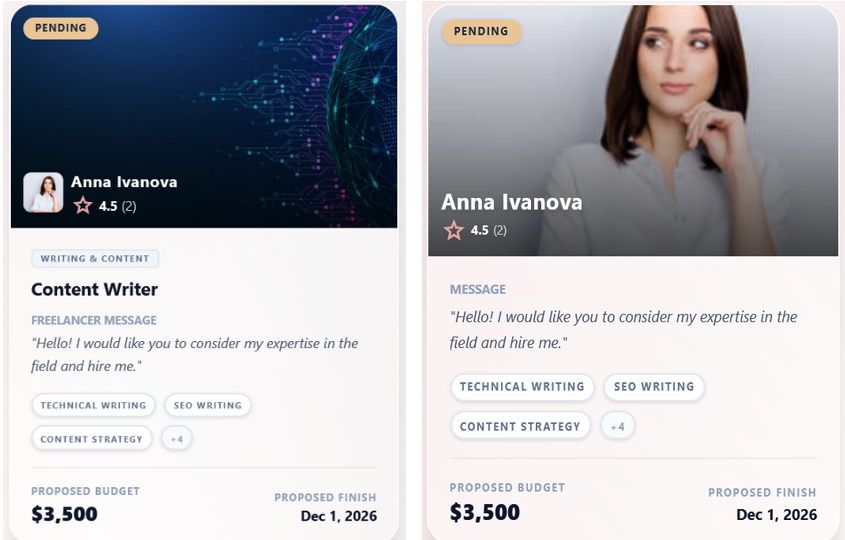 PENDING
Anna Ivanova
4.5 (2)
WRITING & CONTENT
Content Writer
FREELANCER MESSAGE
"Hello! I would like you to consider my expertise in the
field and hire me."
TECHNICAL WRITING
SEO WRITING
CONTENT STRATEGY
+4
PROPOSED BUDGET
$3,500
PROPOSED FINISH
Dec 1, 2026
PENDING
Anna Ivanova
4.5 (2)
MESSAGE
"Hello! I would like you to consider my expertise in the
field and hire me."
TECHNICAL WRITING
SEO WRITING
CONTENT STRATEGY
+4
PROPOSED BUDGET
$3,500
PROPOSED FINISH
Dec 1, 2026